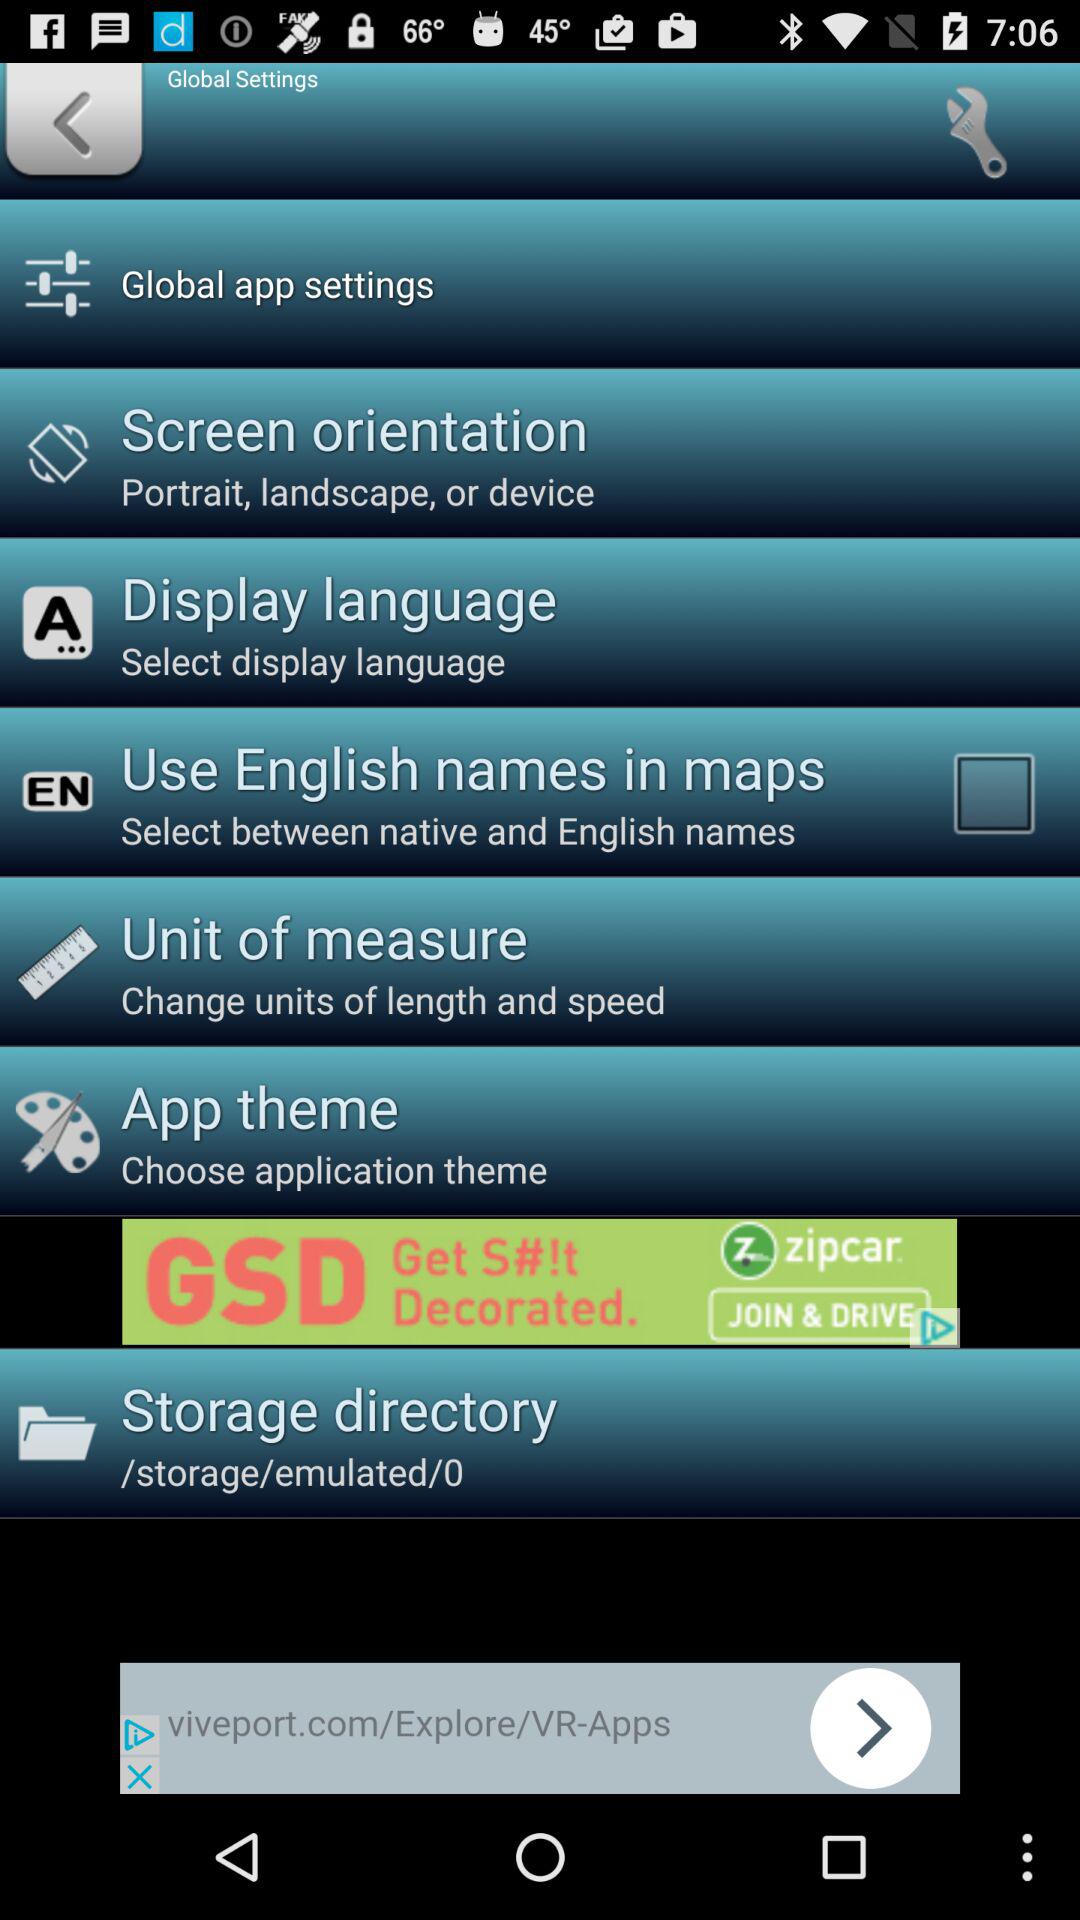 FAKE 66° 45° 7:06
Global Settings
Global app settings
Screen orientation
Portrait, landscape, or device
A...
Display language
Select display language
EN
Use English names in maps
Select between native and English names
Unit of measure
Change units of length and speed
App theme
Choose application theme
GSD Get S#!t Decorated.
Z zipcar
JOIN & DRIVE
Storage directory
/storage/emulated/0
viveport.com/Explore/VR-Apps